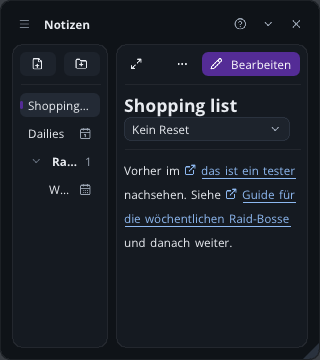 Notizen
Bearbeiten
Shopping...
Dailies
Ra... 1
W...
Shopping list
Kein Reset
Vorher im das ist ein tester
nachsehen. Siehe Guide für
die wöchentlichen Raid-Bosse
und danach weiter.